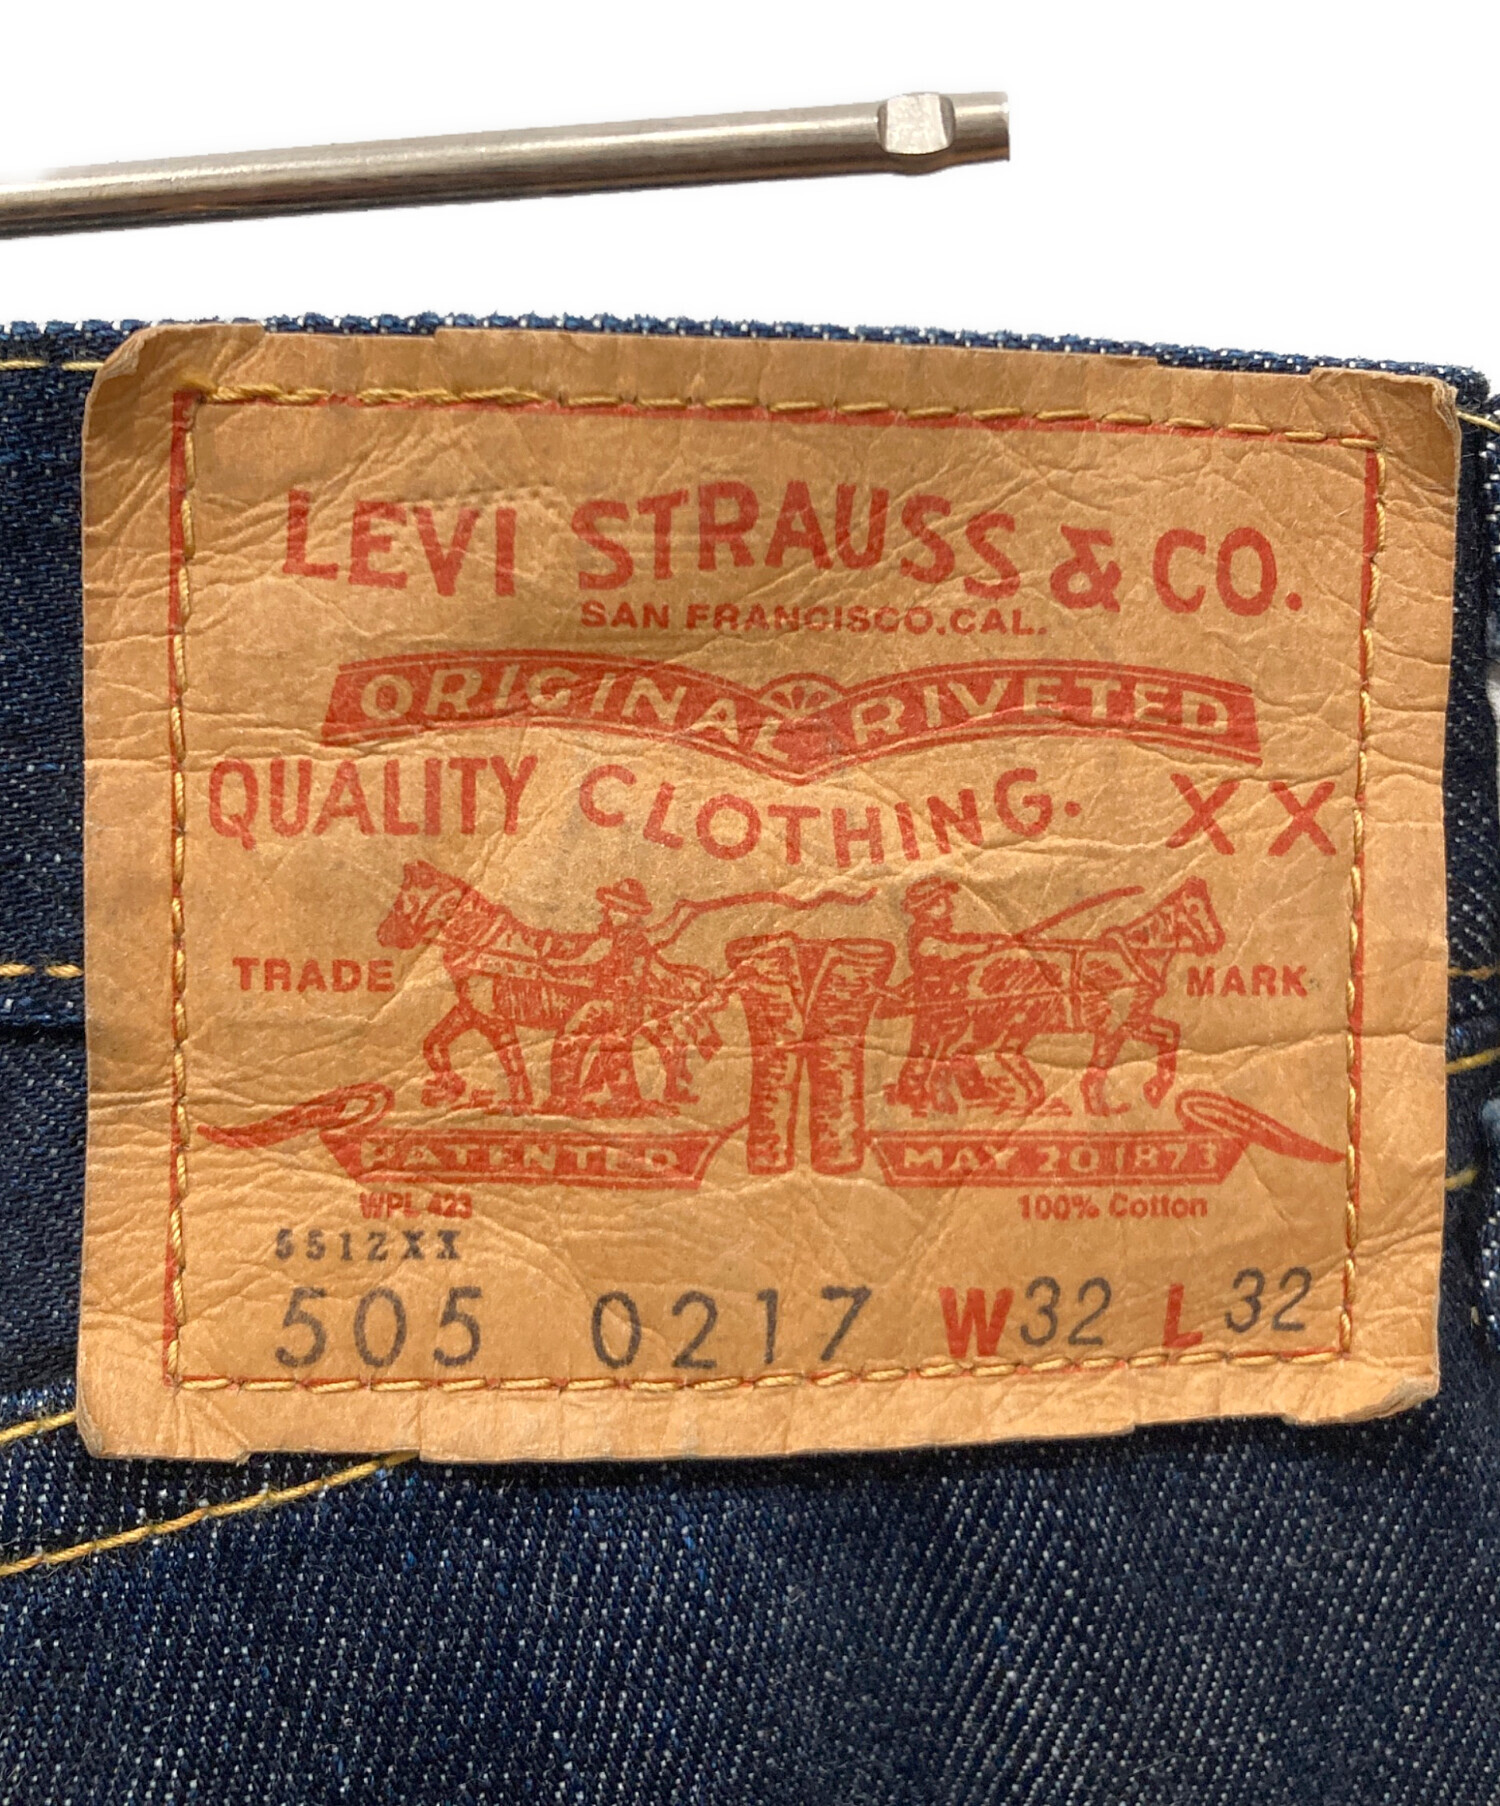 LEVI STRAUSS & CO.
SAN FRANCISCO, CAL.
ORIGINAL RIVETED
QUALITY CLOTHING. XX
TRADE MARK
PATENTED MAY 20 1873
WPL 423 100% Cotton
5512XX
505 0217 W32 L32